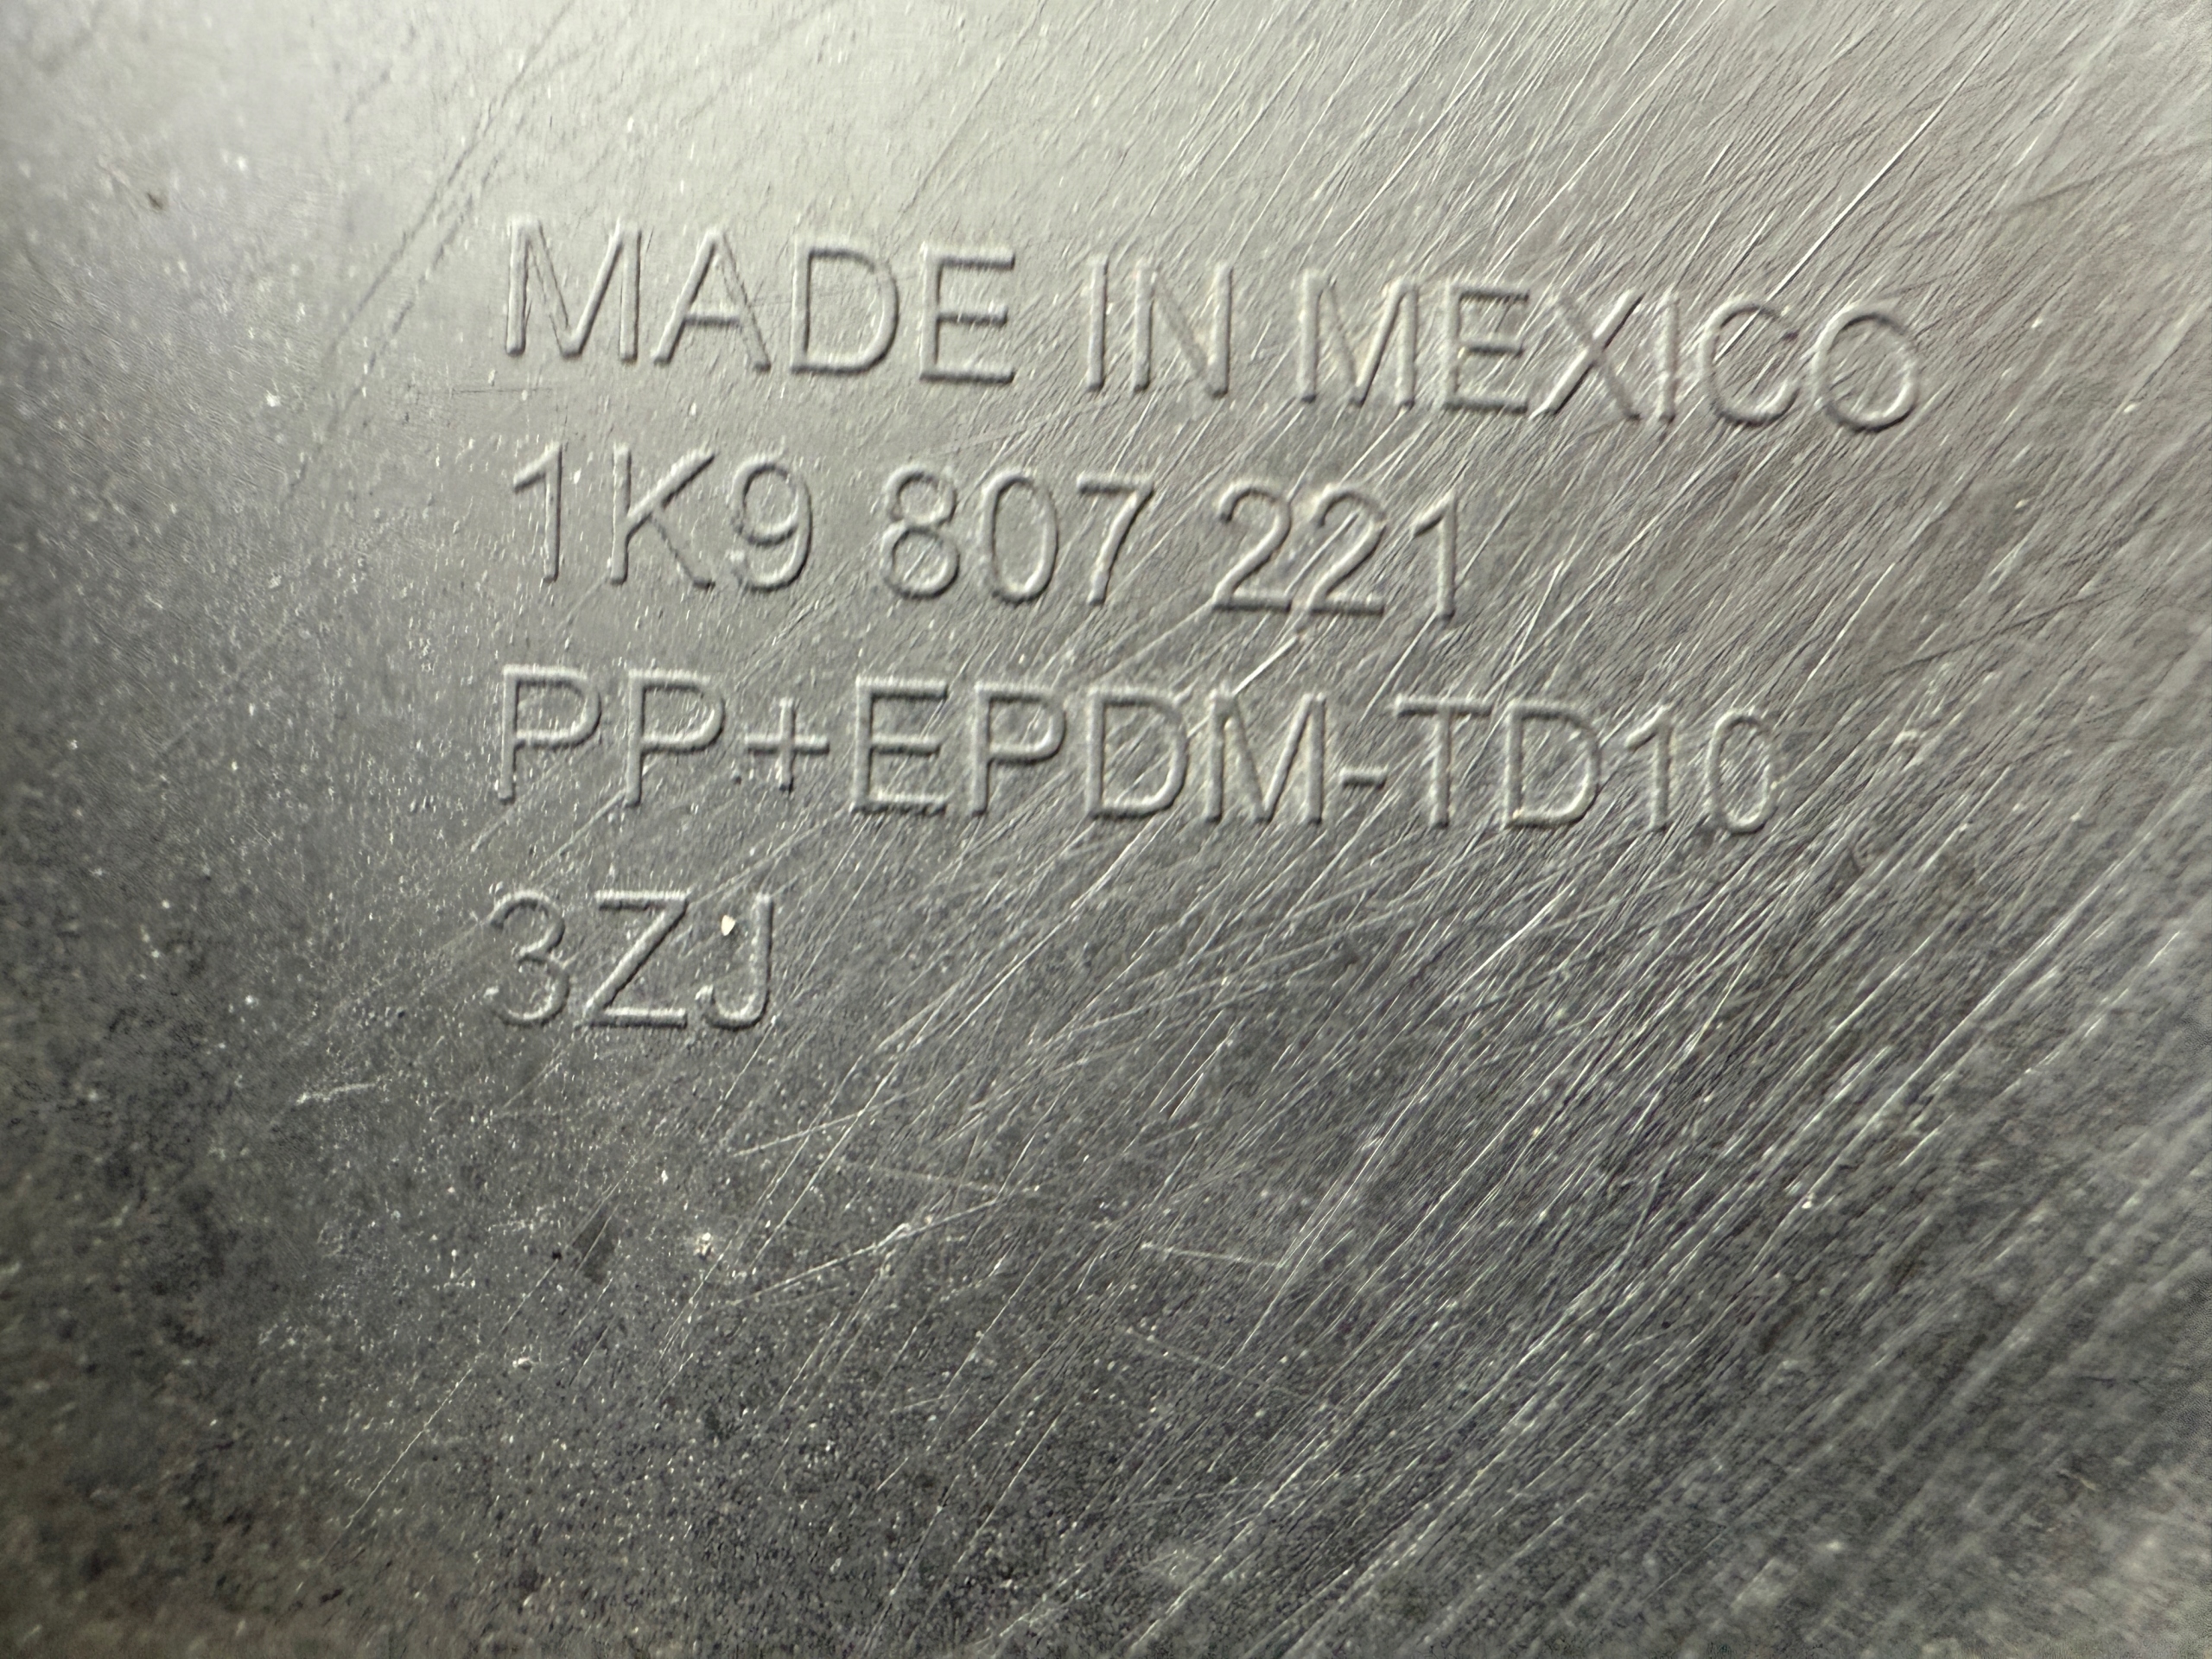 MADE IN MEXICO
1K9 807 221
PP+EPDM-TD10
3ZJ